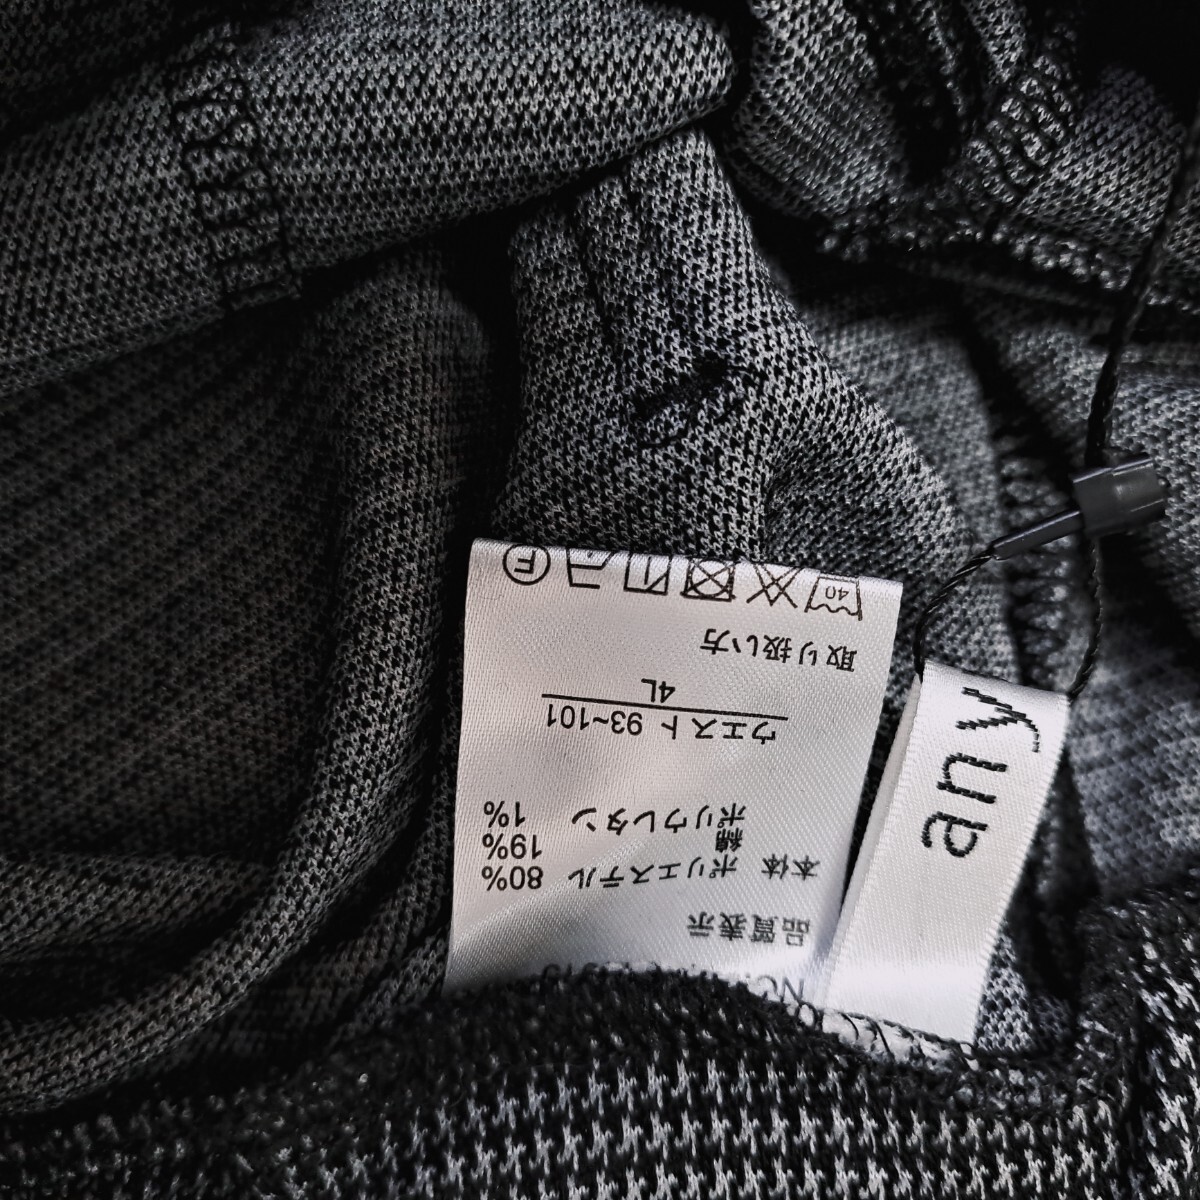 品質表示
本体 ポリエステル 80%
綿 19%
ポリウレタン 1%
ウエスト 93~101
4L
取り扱い方
40
F
any